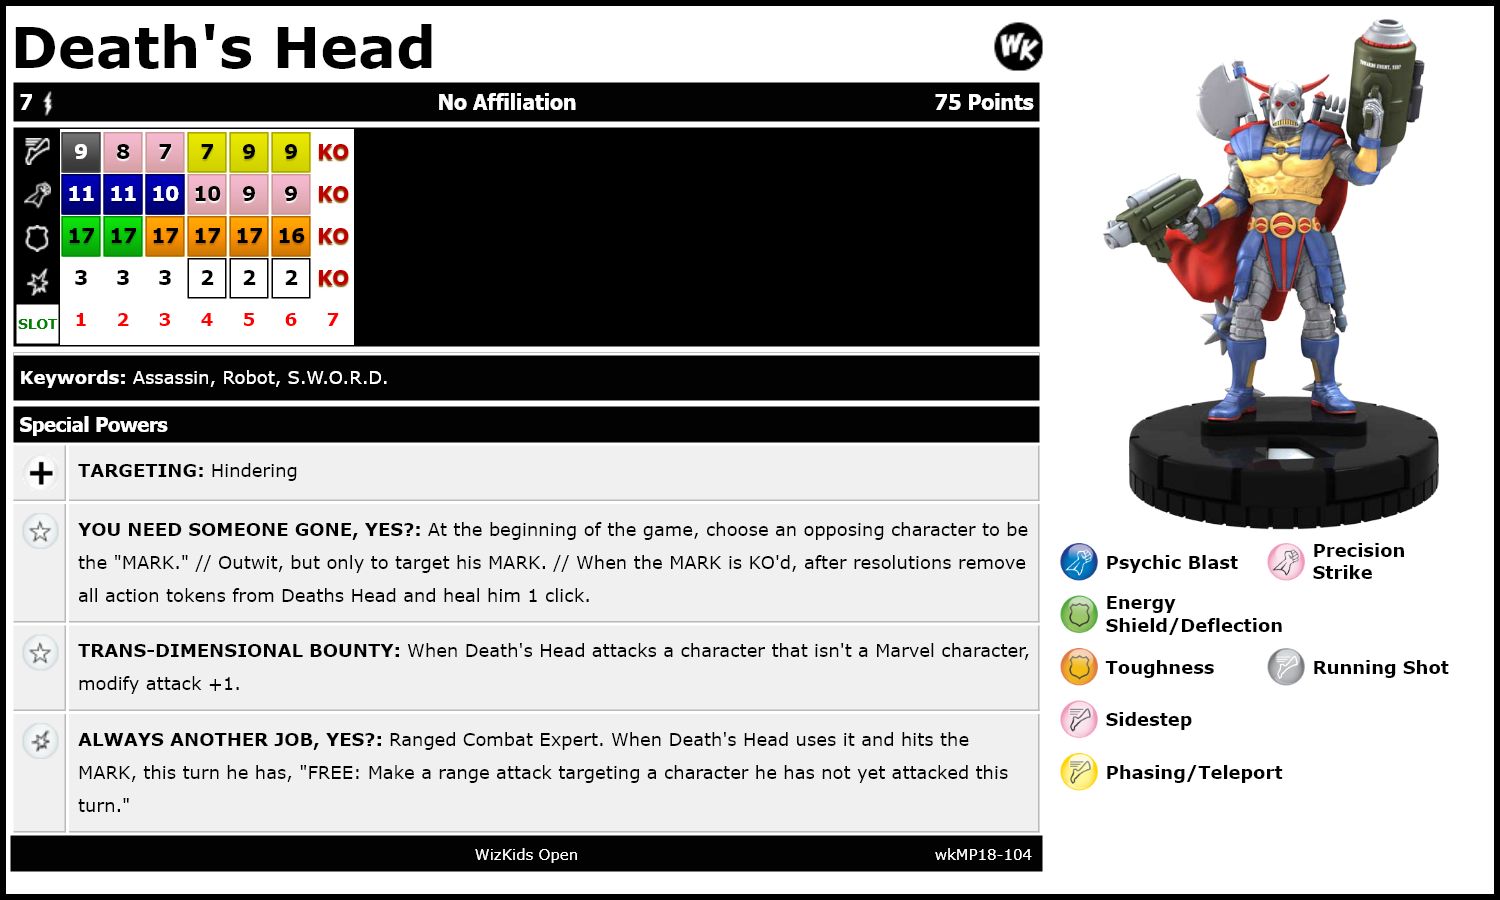 Death's Head
WK
7 No Affiliation 75 Points
9 8 7 7 9 9 KO
11 11 10 10 9 9 KO
17 17 17 17 17 16 KO
3 3 3 2 2 2 KO
SLOT 1 2 3 4 5 6 7
Keywords: Assassin, Robot, S.W.O.R.D.
Special Powers
TARGETING: Hindering
YOU NEED SOMEONE GONE, YES?: At the beginning of the game, choose an opposing character to be
the "MARK." // Outwit, but only to target his MARK. // When the MARK is KO'd, after resolutions remove
all action tokens from Deaths Head and heal him 1 click.
TRANS-DIMENSIONAL BOUNTY: When Death's Head attacks a character that isn't a Marvel character,
modify attack +1.
ALWAYS ANOTHER JOB, YES?: Ranged Combat Expert. When Death's Head uses it and hits the
MARK, this turn he has, "FREE: Make a range attack targeting a character he has not yet attacked this
turn."
WizKids Open wkMP18-104
Psychic Blast
Precision
Strike
Energy
Shield/Deflection
Toughness
Running Shot
Sidestep
Phasing/Teleport